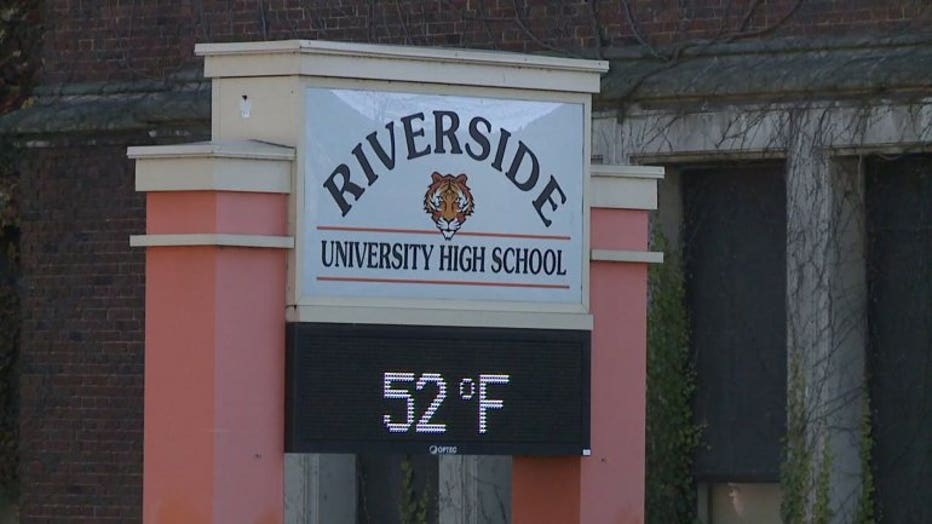 RIVERSIDE
UNIVERSITY HIGH SCHOOL
52°F
OPTEC